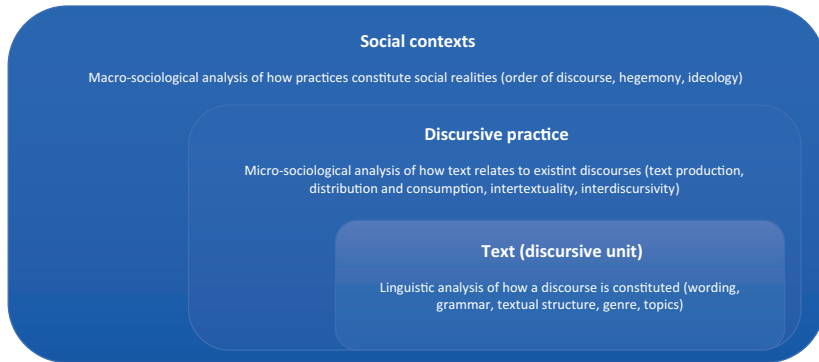 Social contexts
Macro-sociological analysis of how practices constitute social realities (order of discourse, hegemony, ideology)
Discursive practice
Micro-sociological analysis of how text relates to existint discourses (text production,
distribution and consumption, intertextuality, interdiscursivity)
Text (discursive unit)
Linguistic analysis of how a discourse is constituted (wording,
grammar, textual structure, genre, topics)